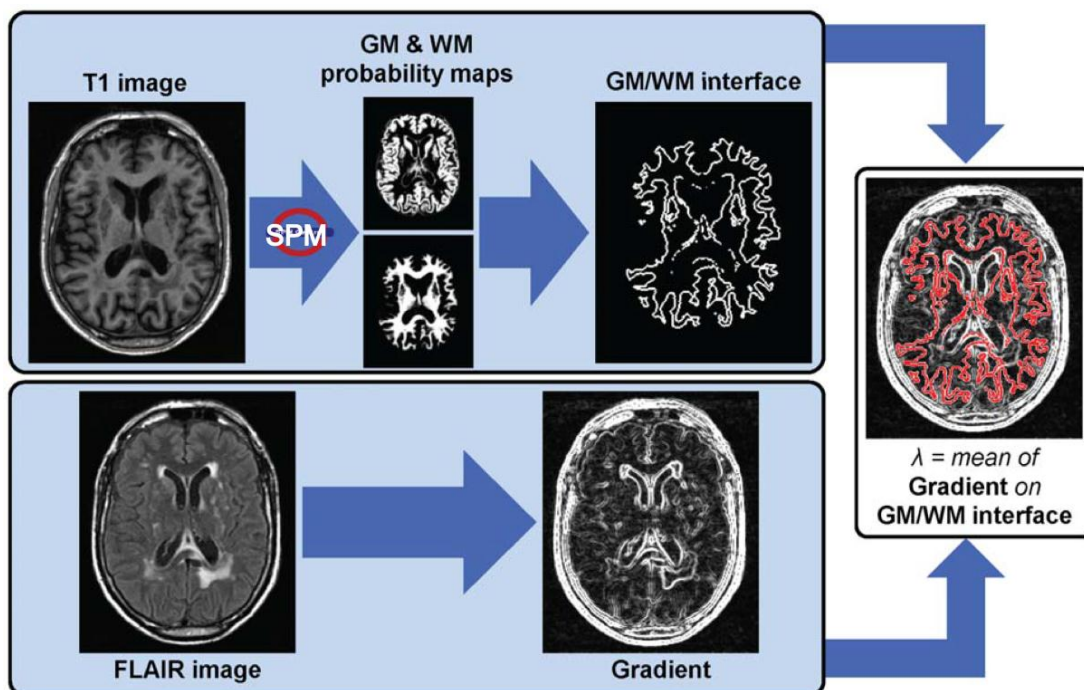 GM & WM
probability maps
T1 image
GM/WM interface
SPM
λ = mean of
Gradient on
GM/WM interface
FLAIR image
Gradient